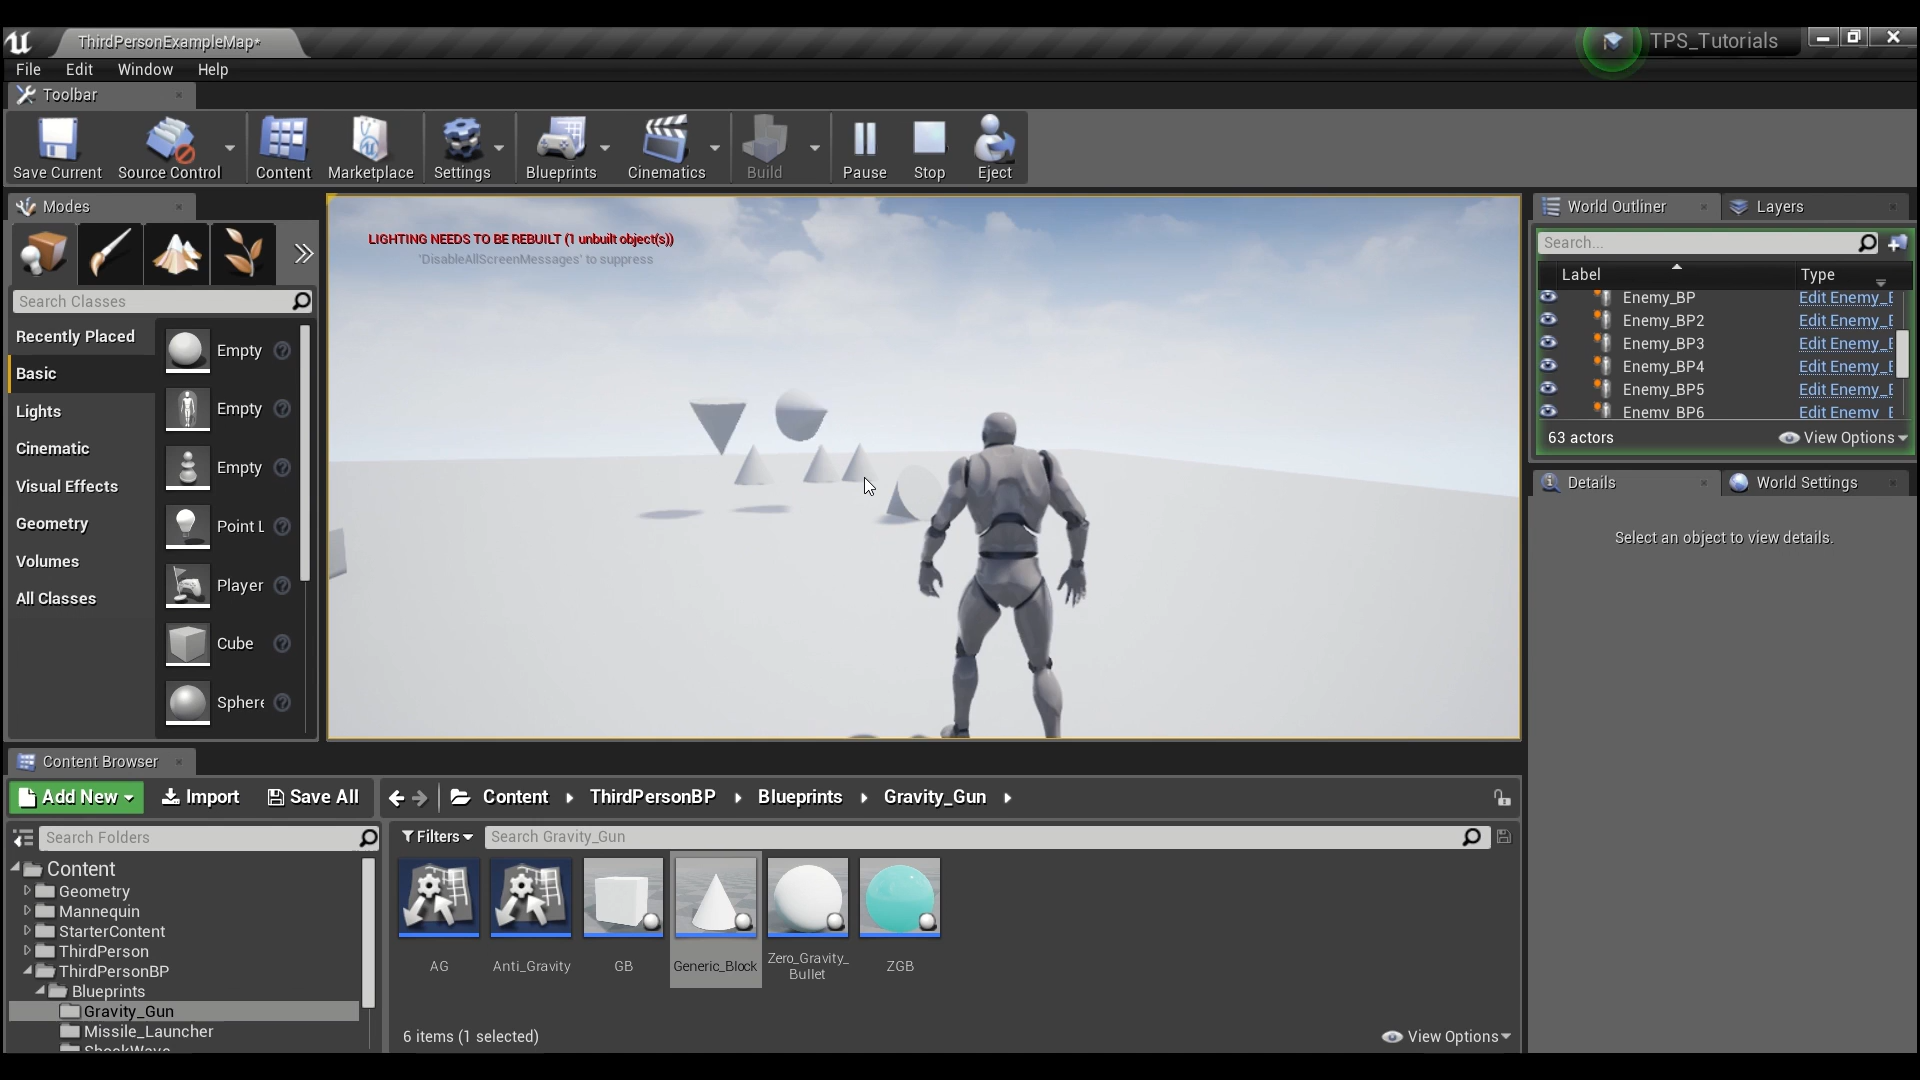 ThirdPersonExampleMap*
TPS_Tutorials
File Edit Window Help
Toolbar
Save Current Source Control Content Marketplace Settings Blueprints Cinematics Build Pause Stop Eject
Modes
Search Classes
Recently Placed
Basic
Lights
Cinematic
Visual Effects
Geometry
Volumes
All Classes
Empty
Empty
Empty
Point L
Player
Cube
Sphere
LIGHTING NEEDS TO BE REBUILT (1 unbuilt object(s))
'DisableAllScreenMessages' to suppress
World Outliner Layers
Search...
Label Type
Enemy_BP Edit Enemy_E
Enemy_BP2 Edit Enemy_E
Enemy_BP3 Edit Enemy_E
Enemy_BP4 Edit Enemy_E
Enemy_BP5 Edit Enemy_E
Enemy_BP6 Edit Enemy_E
63 actors View Options
Details World Settings
Select an object to view details.
Content Browser
Add New Import Save All Content ThirdPersonBP Blueprints Gravity_Gun
Search Folders
Content
Geometry
Mannequin
StarterContent
ThirdPerson
ThirdPersonBP
Blueprints
Gravity_Gun
Missile_Launcher
ShockWave
Filters Search Gravity_Gun
AG
Anti_Gravity
GB
Generic_Block
Zero_Gravity_
Bullet
ZGB
6 items (1 selected) View Options